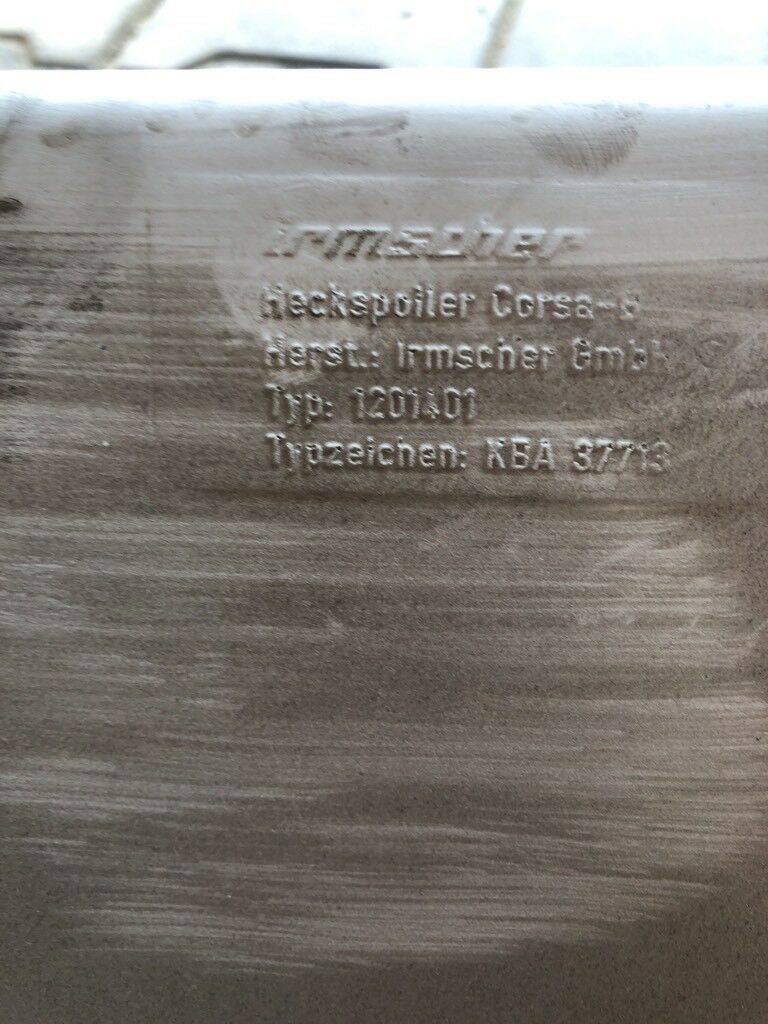 irmscher
Heckspoiler Corsa-B
Herst.: Irmscher GmbH
Typ: 1201401
Typzeichen: KBA 37713